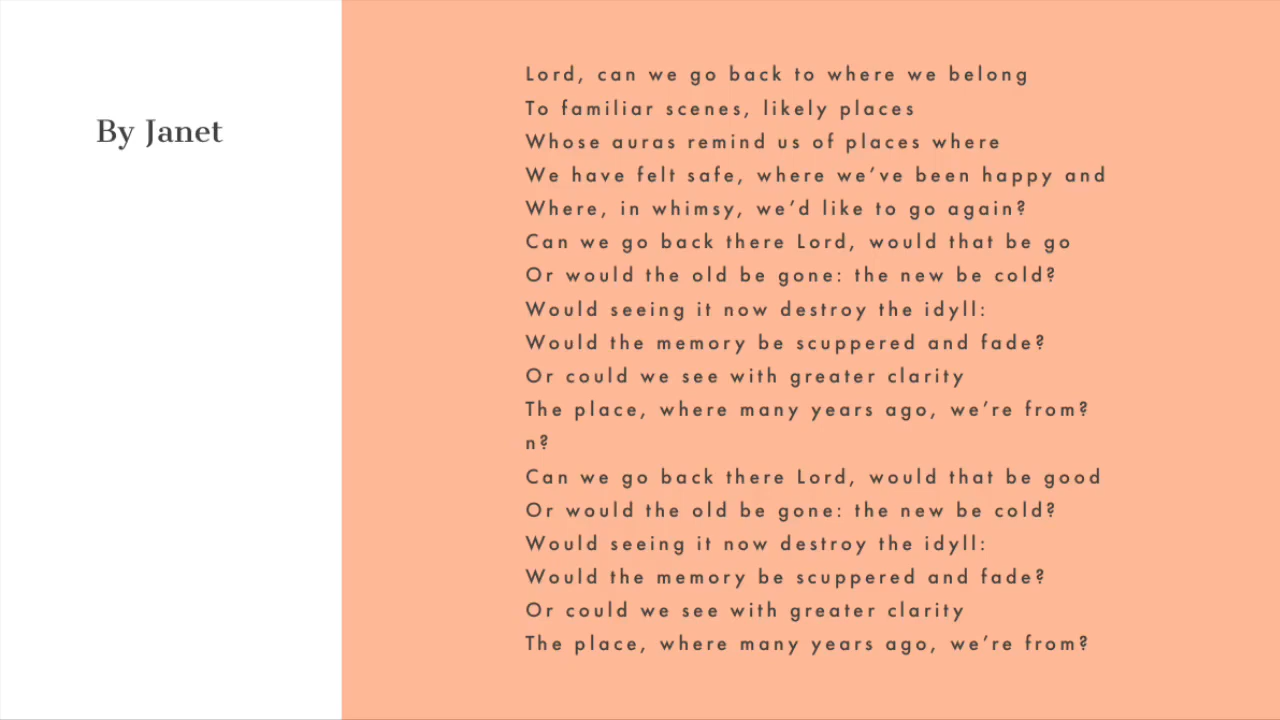 By Janet
Lord, can we go back to where we belong
To familiar scenes, likely places
Whose auras remind us of places where
We have felt safe, where we’ve been happy and
Where, in whimsy, we’d like to go again?
Can we go back there Lord, would that be go
Or would the old be gone: the new be cold?
Would seeing it now destroy the idyll:
Would the memory be scuppered and fade?
Or could we see with greater clarity
The place, where many years ago, we’re from?
n?
Can we go back there Lord, would that be good
Or would the old be gone: the new be cold?
Would seeing it now destroy the idyll:
Would the memory be scuppered and fade?
Or could we see with greater clarity
The place, where many years ago, we’re from?